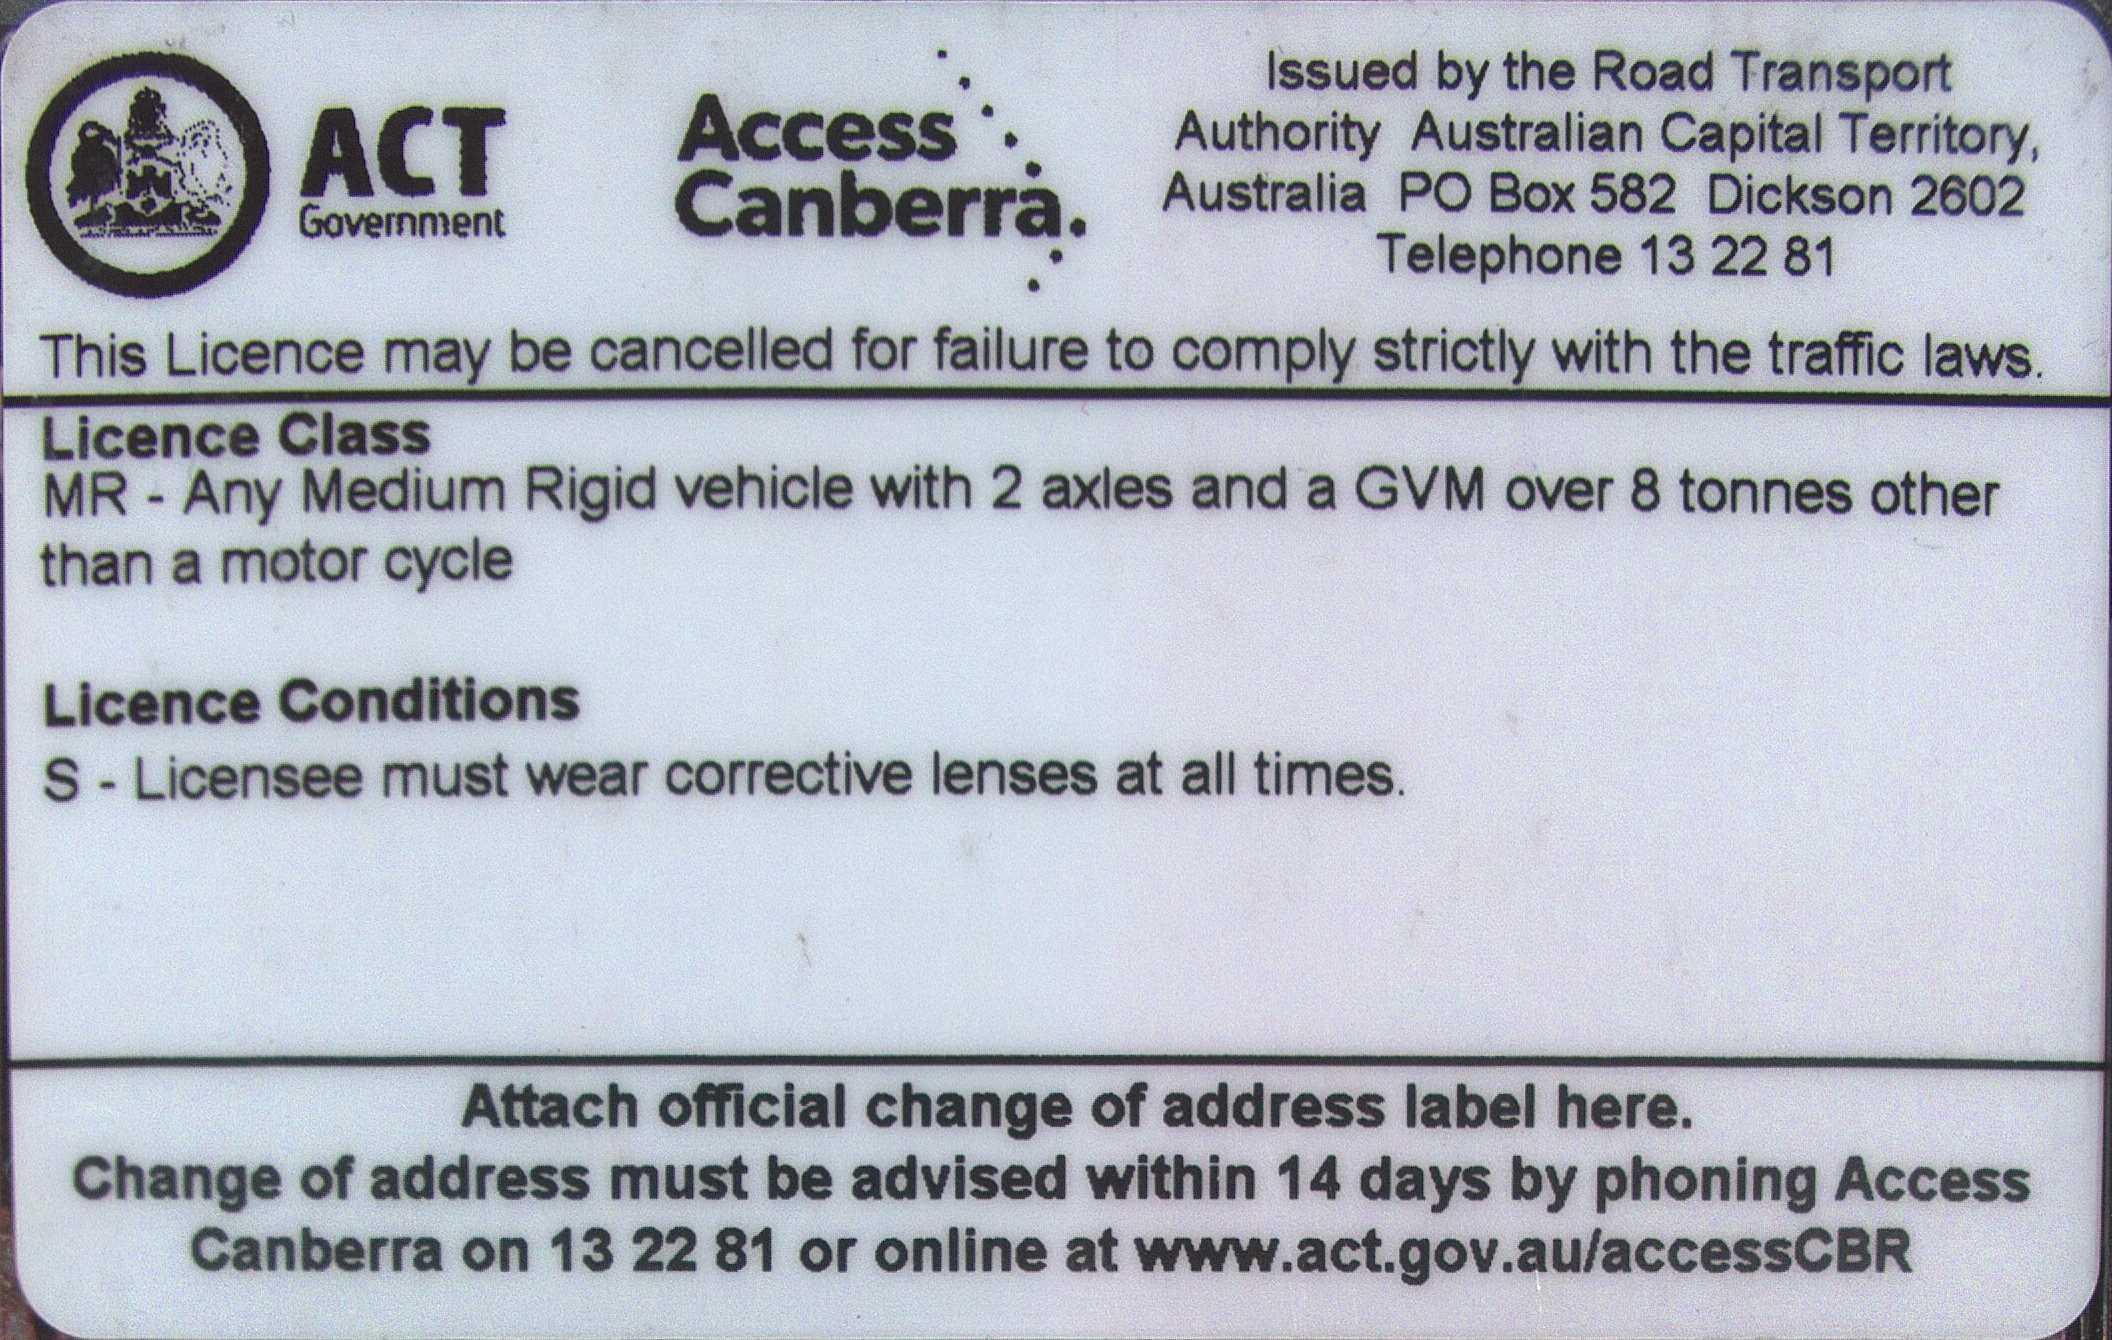 ACT
Government
Access
Canberra.
Issued by the Road Transport
Authority Australian Capital Territory,
Australia PO Box 582 Dickson 2602
Telephone 13 22 81
This Licence may be cancelled for failure to comply strictly with the traffic laws.
Licence Class
MR - Any Medium Rigid vehicle with 2 axles and a GVM over 8 tonnes other
than a motor cycle
Licence Conditions
S - Licensee must wear corrective lenses at all times.
Attach official change of address label here.
Change of address must be advised within 14 days by phoning Access
Canberra on 13 22 81 or online at www.act.gov.au/accessCBR